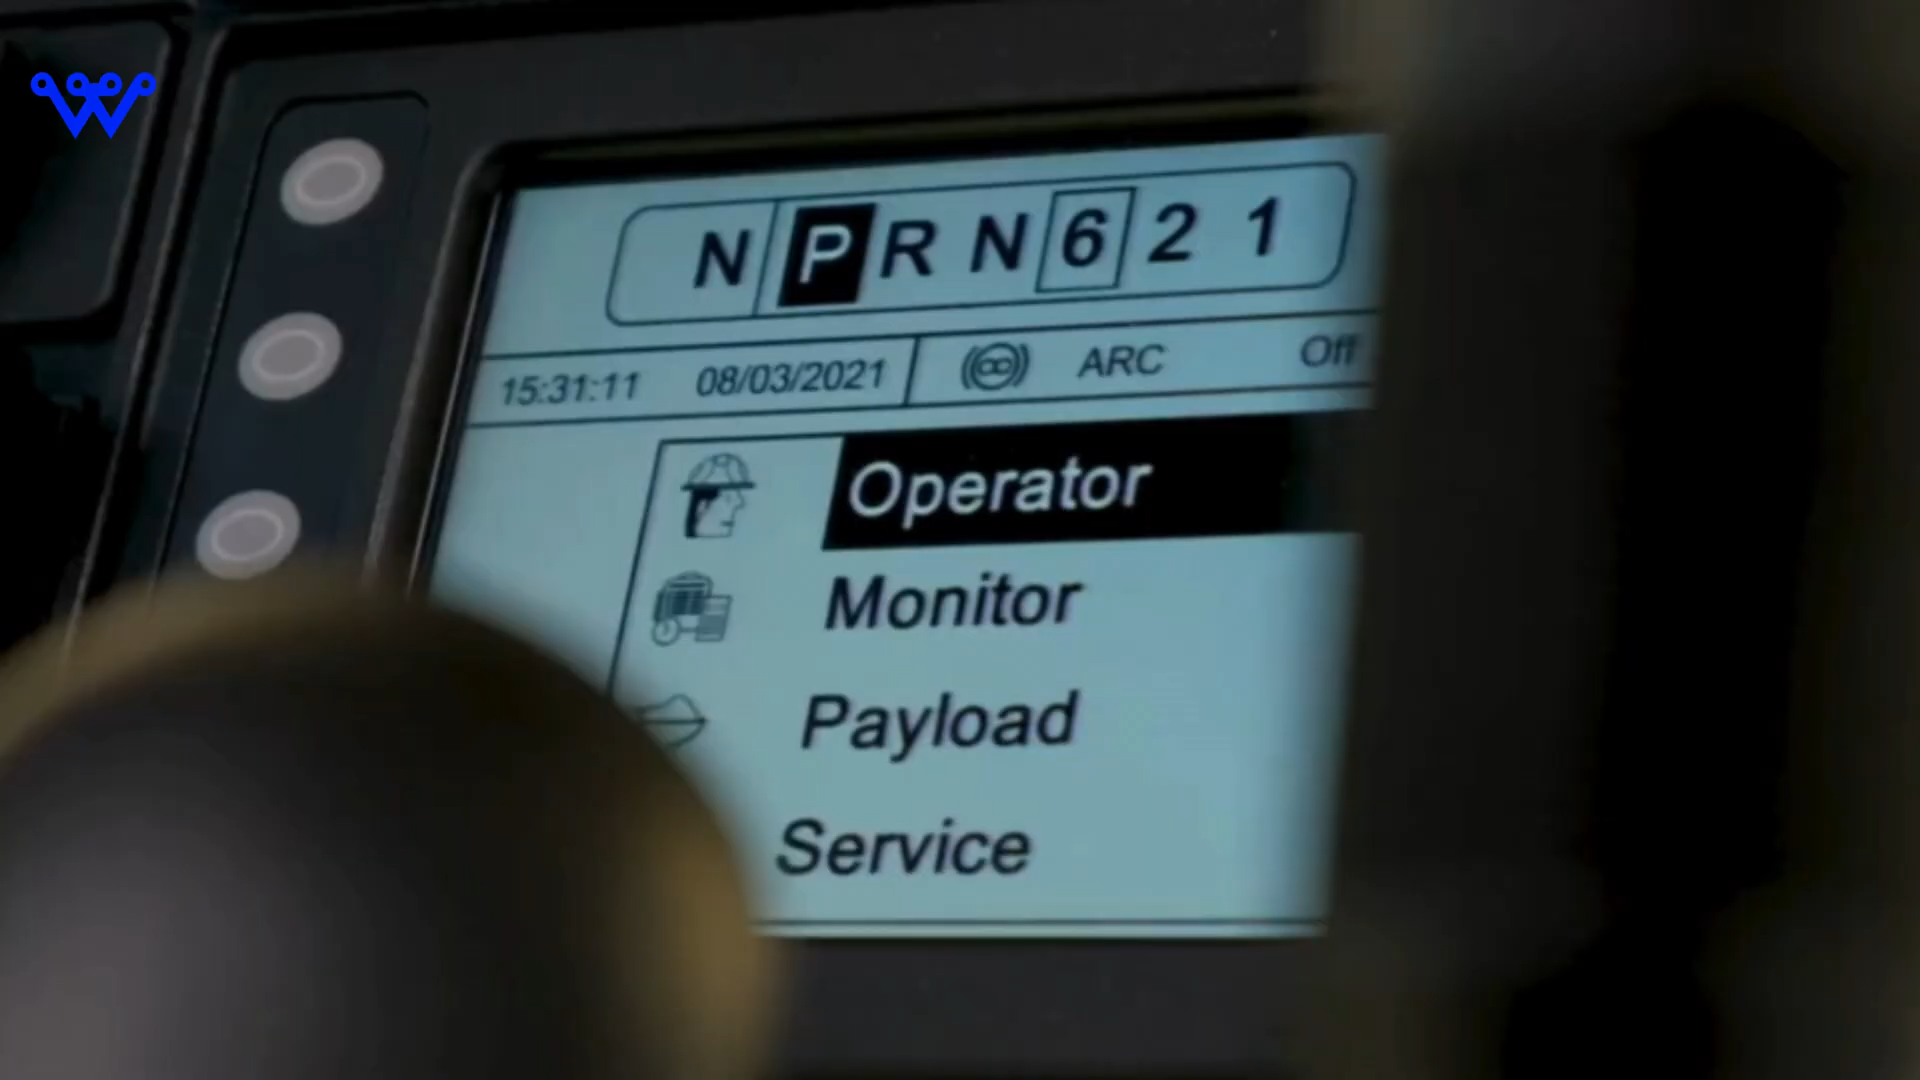 N P R N 6 2 1
15:31:11 08/03/2021 ARC Off
Operator
Monitor
Payload
Service